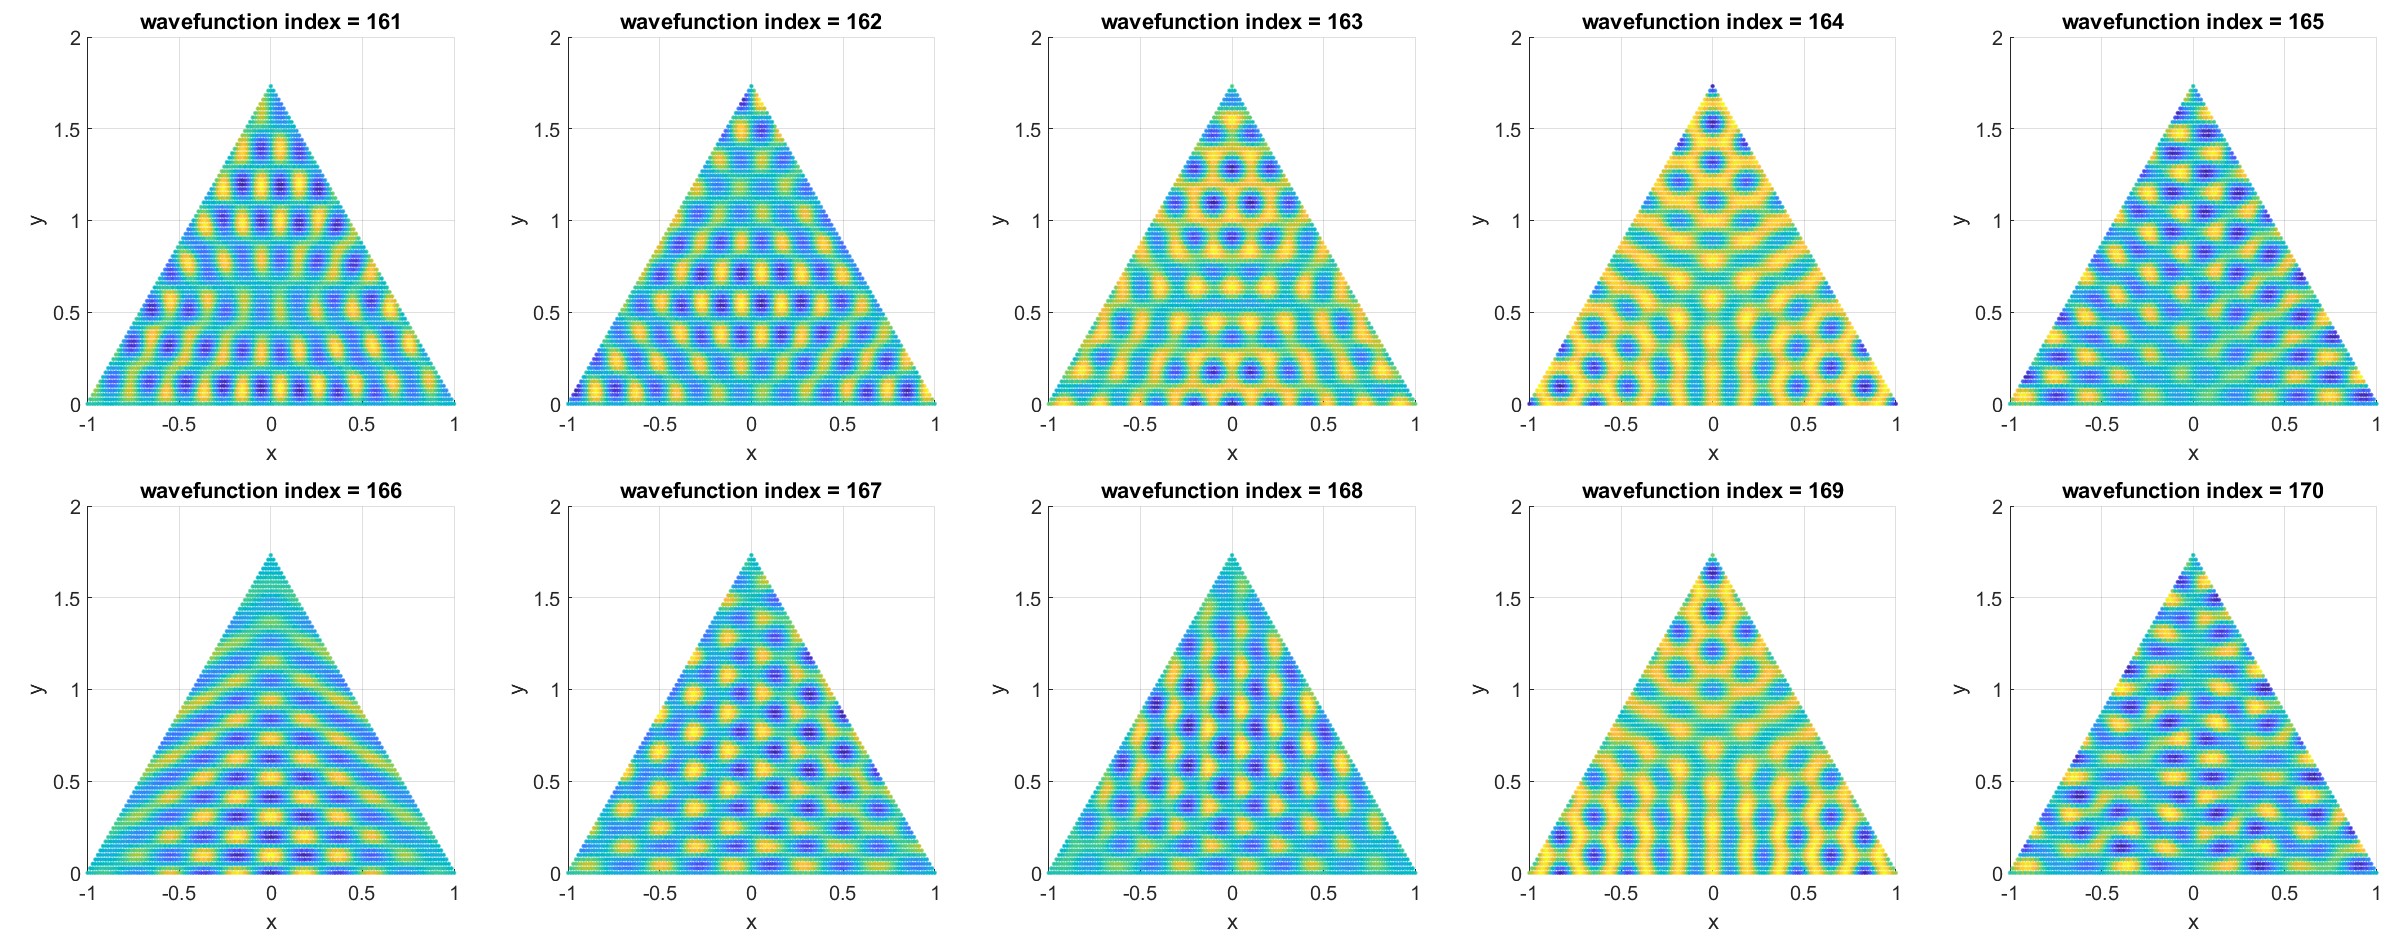 wavefunction index = 161
2
1.5
1
0.5
0
y
-1 -0.5 0 0.5 1
x
wavefunction index = 162
2
1.5
1
0.5
0
y
-1 -0.5 0 0.5 1
x
wavefunction index = 163
2
1.5
1
0.5
0
y
-1 -0.5 0 0.5 1
x
wavefunction index = 164
2
1.5
1
0.5
0
y
-1 -0.5 0 0.5 1
x
wavefunction index = 165
2
1.5
1
0.5
0
y
-1 -0.5 0 0.5 1
x
wavefunction index = 166
2
1.5
1
0.5
0
y
-1 -0.5 0 0.5 1
x
wavefunction index = 167
2
1.5
1
0.5
0
y
-1 -0.5 0 0.5 1
x
wavefunction index = 168
2
1.5
1
0.5
0
y
-1 -0.5 0 0.5 1
x
wavefunction index = 169
2
1.5
1
0.5
0
y
-1 -0.5 0 0.5 1
x
wavefunction index = 170
2
1.5
1
0.5
0
y
-1 -0.5 0 0.5 1
x